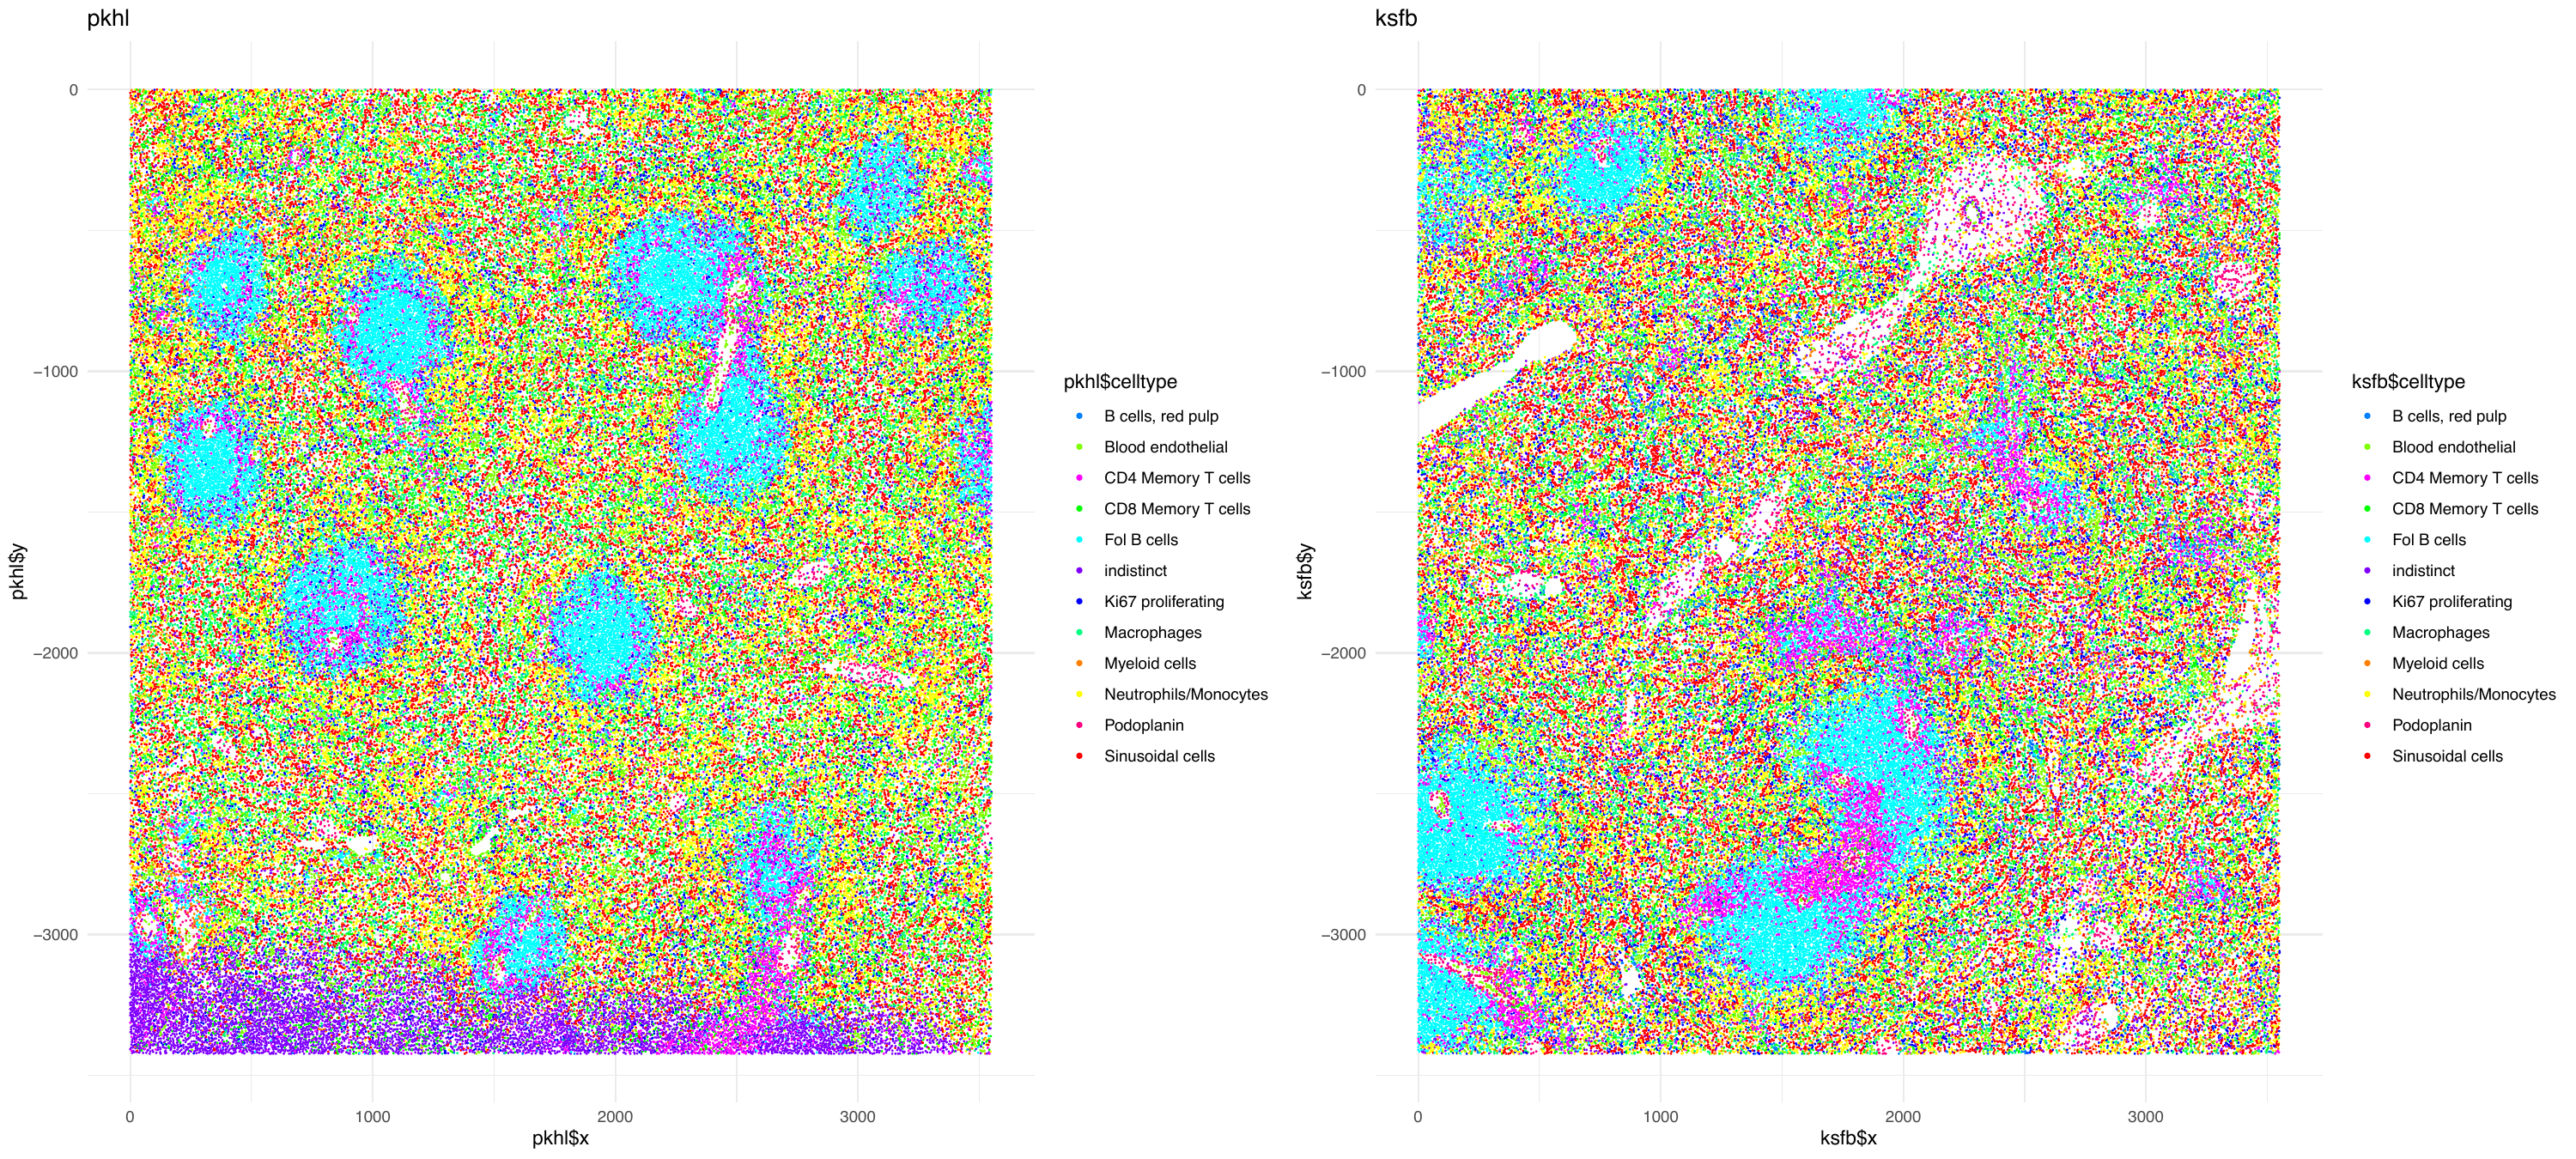 pkhl
0
−1000
−2000
−3000
pkhl$y
0
1000
2000
3000
pkhl$x
pkhl$celltype
B cells, red pulp
Blood endothelial
CD4 Memory T cells
CD8 Memory T cells
Fol B cells
indistinct
Ki67 proliferating
Macrophages
Myeloid cells
Neutrophils/Monocytes
Podoplanin
Sinusoidal cells
ksfb
0
−1000
−2000
−3000
ksfb$y
0
1000
2000
3000
ksfb$x
ksfb$celltype
B cells, red pulp
Blood endothelial
CD4 Memory T cells
CD8 Memory T cells
Fol B cells
indistinct
Ki67 proliferating
Macrophages
Myeloid cells
Neutrophils/Monocytes
Podoplanin
Sinusoidal cells